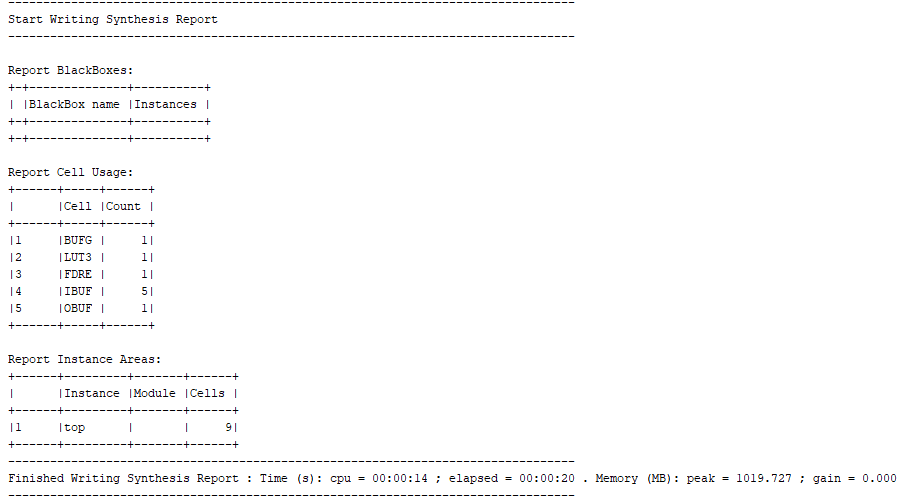 ---------------------------------------------------------------------------------
Start Writing Synthesis Report
---------------------------------------------------------------------------------

Report BlackBoxes:
+-+--------------+----------+
| |BlackBox name |Instances |
+-+--------------+----------+
+-+--------------+----------+

Report Cell Usage:
+------+-----+------+
|      |Cell |Count |
+------+-----+------+
|1     |BUFG |     1|
|2     |LUT3 |     1|
|3     |FDRE |     1|
|4     |IBUF |     5|
|5     |OBUF |     1|
+------+-----+------+

Report Instance Areas:
+------+---------+-------+------+
|      |Instance |Module |Cells |
+------+---------+-------+------+
|1     |top      |       |     9|
+------+---------+-------+------+
---------------------------------------------------------------------------------
Finished Writing Synthesis Report : Time (s): cpu = 00:00:14 ; elapsed = 00:00:20 . Memory (MB): peak = 1019.727 ; gain = 0.000
---------------------------------------------------------------------------------